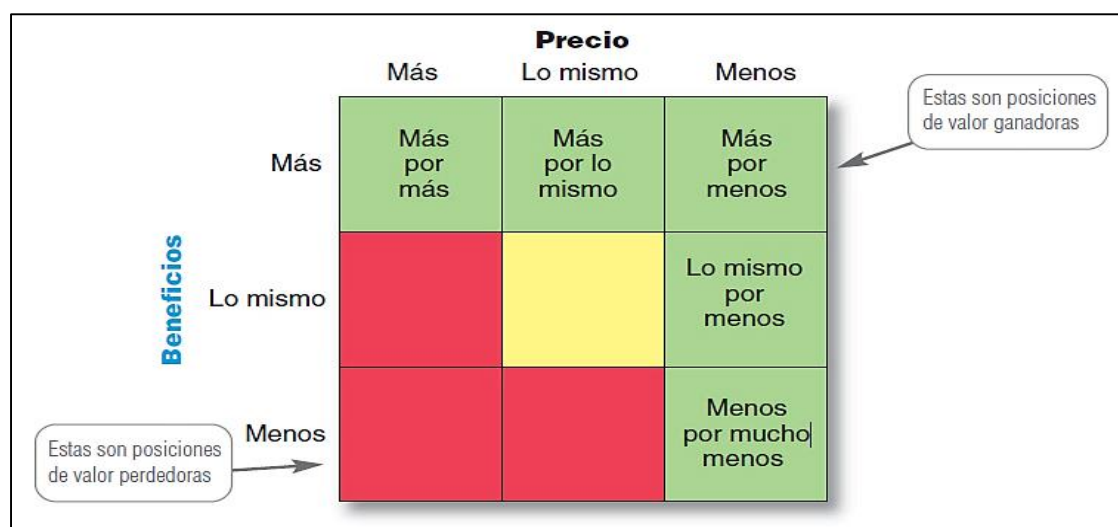 Precio
Más
Lo mismo
Menos
Estas son posiciones
de valor ganadoras
Más
Más
por
más
Más
por lo
mismo
Más
por
menos
Beneficios
Lo mismo
Lo mismo
por
menos
Menos
Menos
por mucho
menos
Estas son posiciones
de valor perdedoras